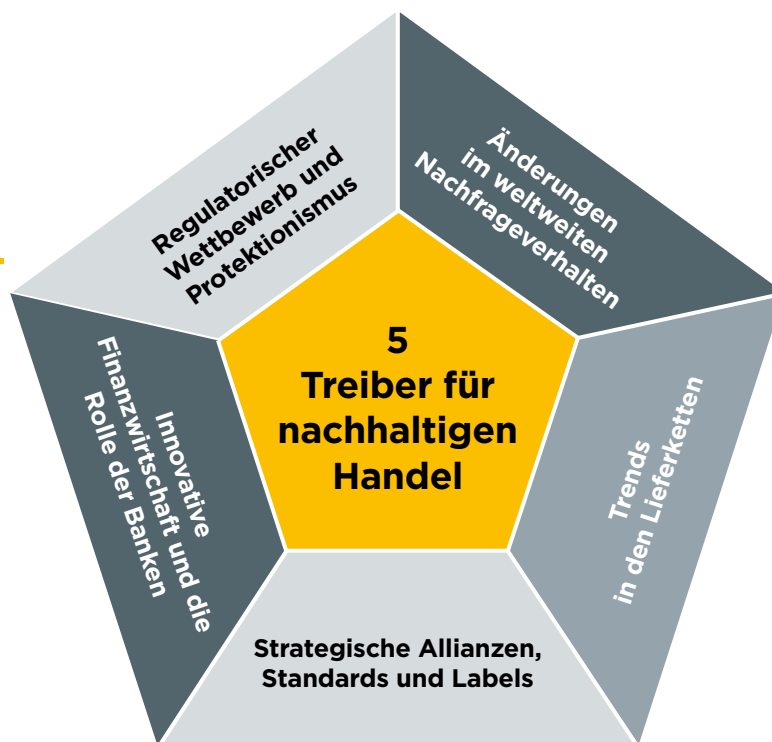 Regulatorischer
Wettbewerb und
Protektionismus
Änderungen
im weltweiten
Nachfrageverhalten
5
Treiber für
nachhaltigen
Handel
Innovative
Finanzwirtschaft und die
Rolle der Banken
Trends
in den Lieferketten
Strategische Allianzen,
Standards und Labels